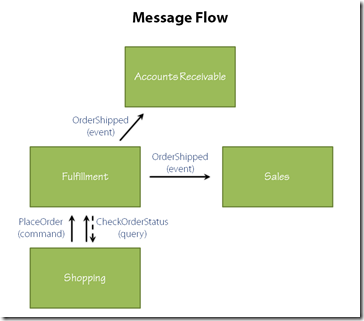 Message Flow
Accounts Receivable
OrderShipped
(event)
OrderShipped
(event)
Fulfillment
Sales
PlaceOrder
(command)
CheckOrderStatus
(query)
Shopping